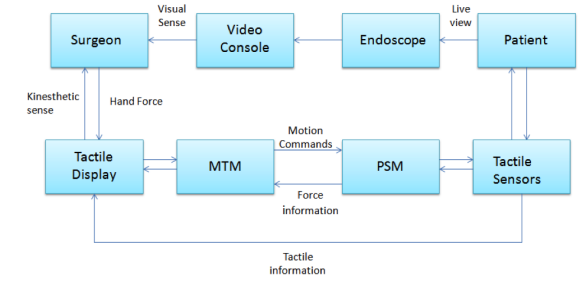 Visual
Sense
Live
view
Surgeon
Video
Console
Endoscope
Patient
Kinesthetic
sense
Hand Force
Motion
Commands
Tactile
Display
MTM
PSM
Tactile
Sensors
Force
information
Tactile
information